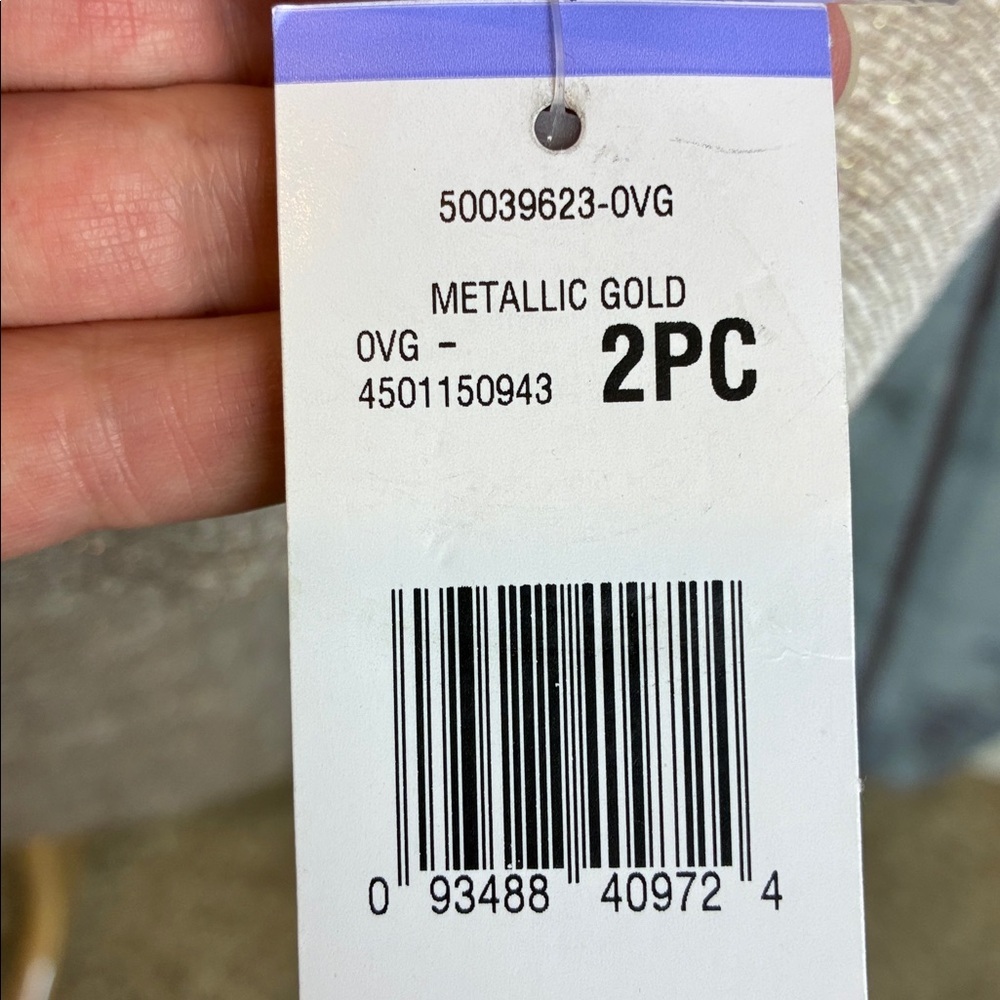 50039623-0VG
METALLIC GOLD
0VG -
4501150943
2PC
0 93488 40972 4